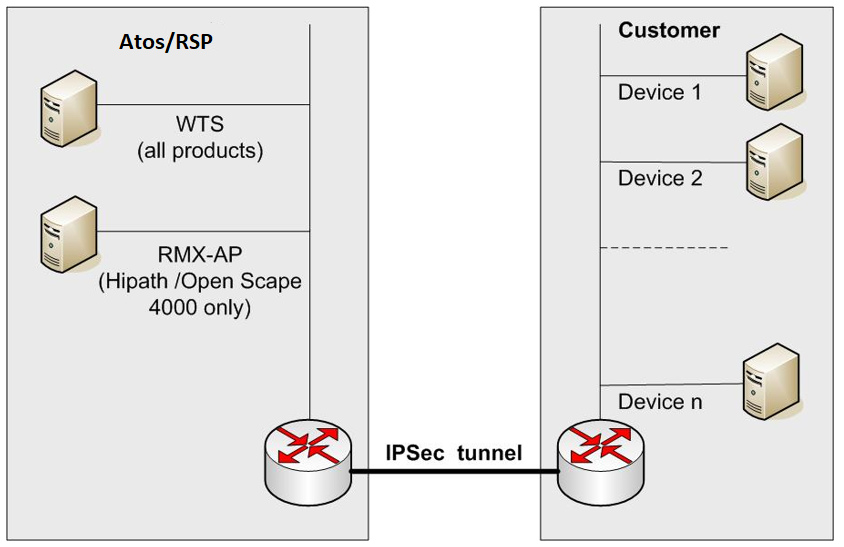 Atos/RSP
WTS
(all products)
RMX-AP
(Hipath /Open Scape
4000 only)
IPSec tunnel
Customer
Device 1
Device 2
Device n